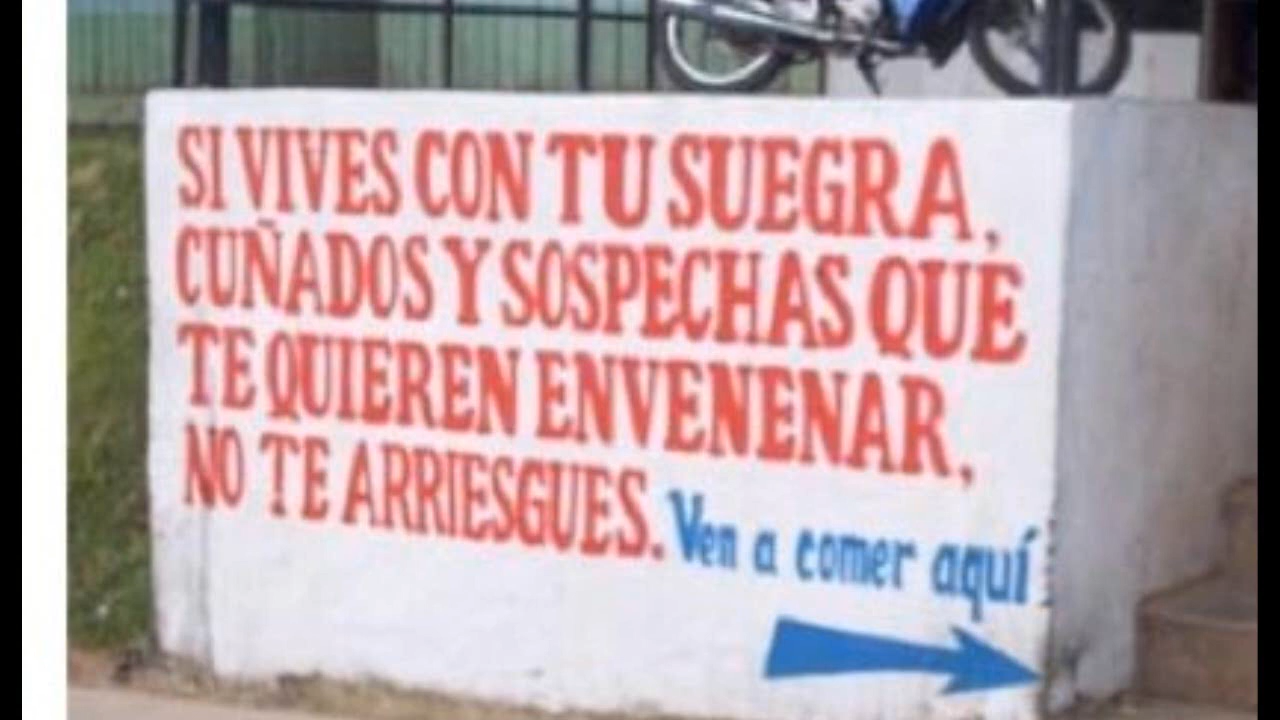 SI VIVES CON TU SUEGRA,
CUÑADOS Y SOSPECHAS QUE
TE QUIEREN ENVENENAR,
NO TE ARRIESGUES. Ven a comer aquí